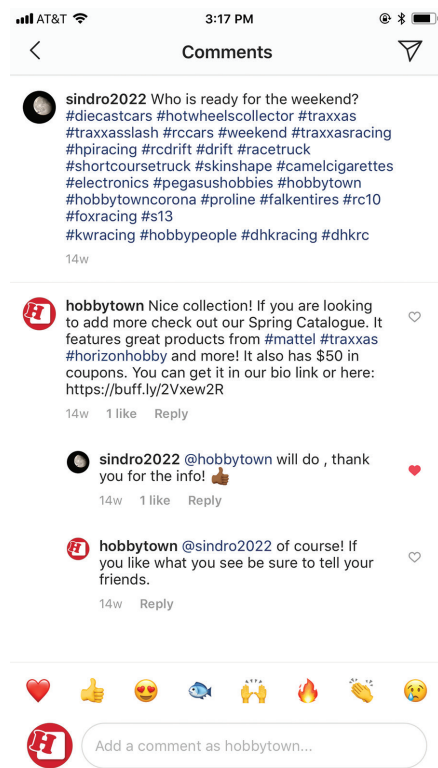 AT&T
3:17 PM
Comments
sindro2022 Who is ready for the weekend?
#diecastcars #hotwheelscollector #traxxas
#traxxasslash #rccars #weekend #traxxasracing
#hpiracing #rcdrift #drift #racetruck
#shortcoursetruck #skinshape #camelcigarettes
#electronics #pegasushobbies #hobbytown
#hobbytowncorona #proline #falkentires #rc10
#foxracing #s13
#kwracing #hobbypeople #dhkracing #dhkrc
14w
hobbytown Nice collection! If you are looking
to add more check out our Spring Catalogue. It
features great products from #mattel #traxxas
#horizonhobby and more! It also has $50 in
coupons. You can get it in our bio link or here:
https://buff.ly/2Vxew2R
14w 1 like Reply
sindro2022 @hobbytown will do , thank
you for the info! 👍🏾
14w 1 like Reply
hobbytown @sindro2022 of course! If
you like what you see be sure to tell your
friends.
14w Reply
H
Add a comment as hobbytown...